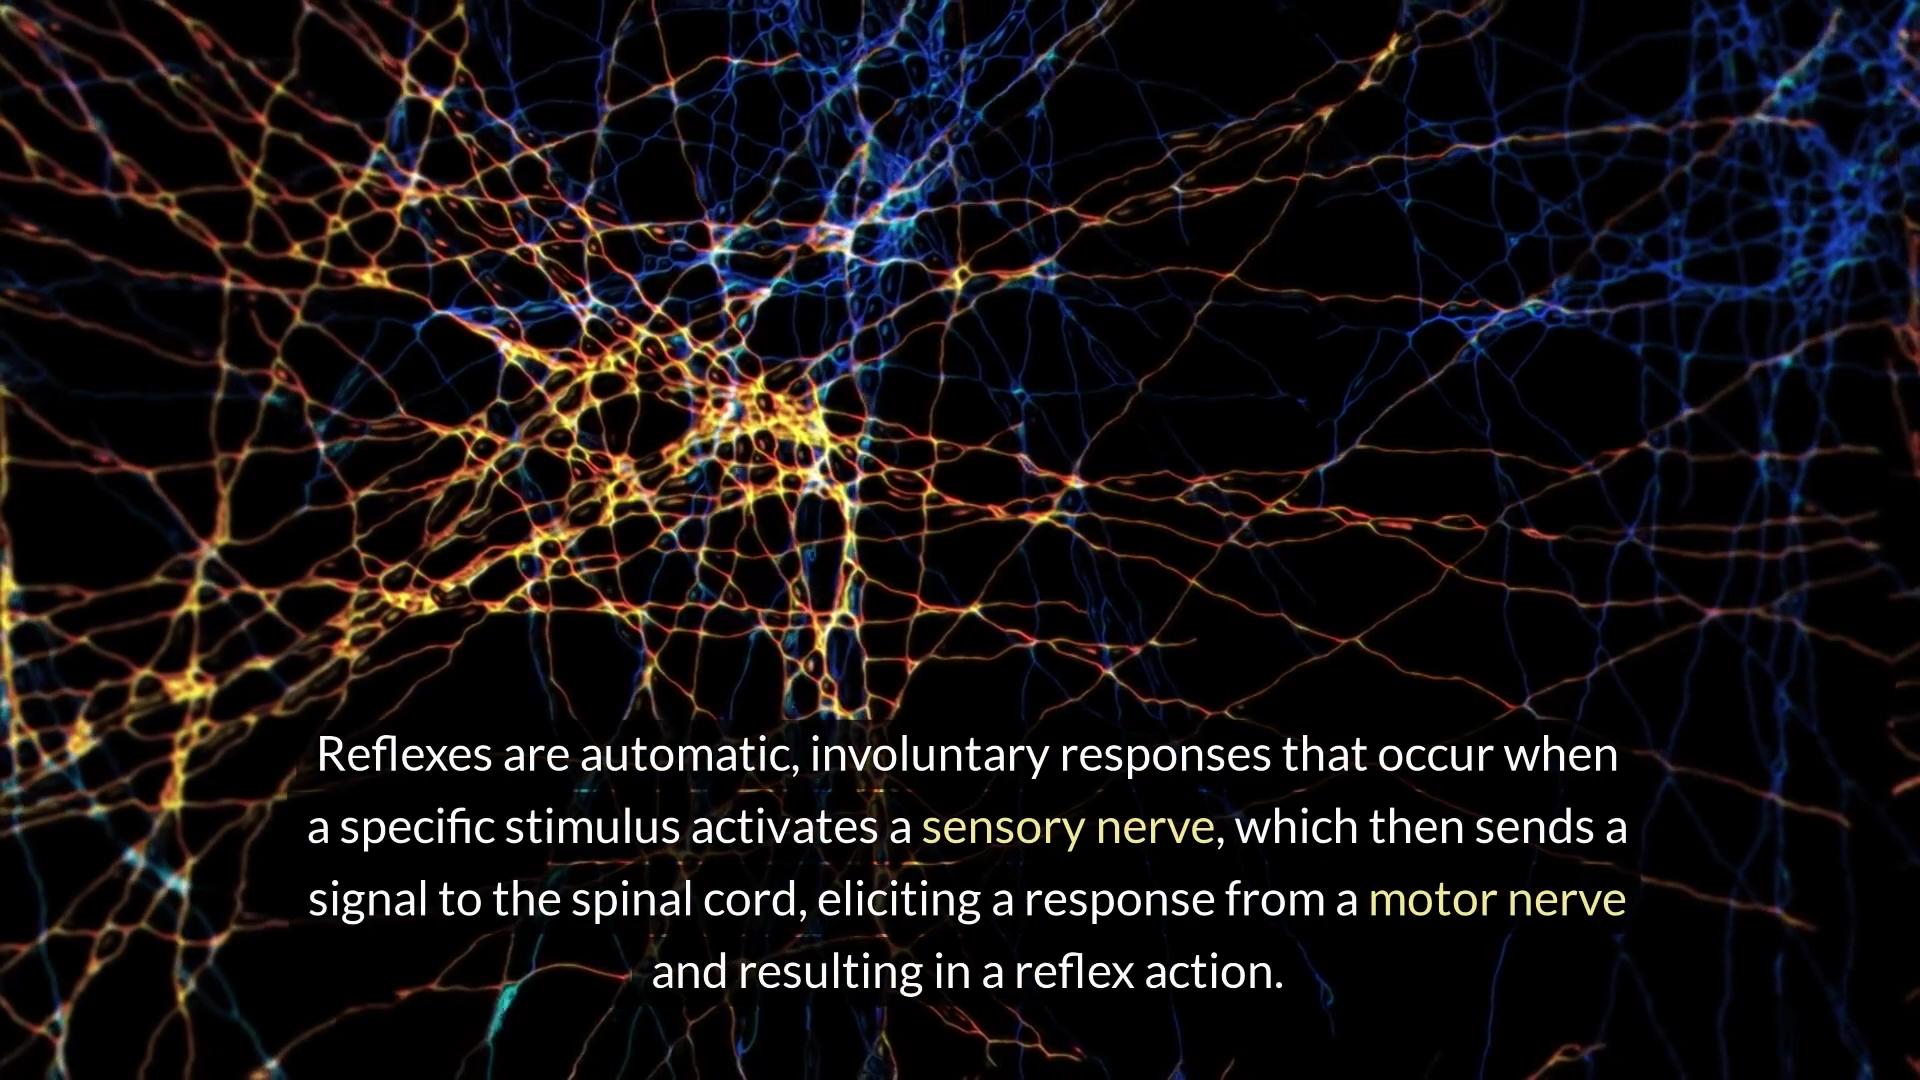 Reflexes are automatic, involuntary responses that occur when
a specific stimulus activates a sensory nerve, which then sends a
signal to the spinal cord, eliciting a response from a motor nerve
and resulting in a reflex action.